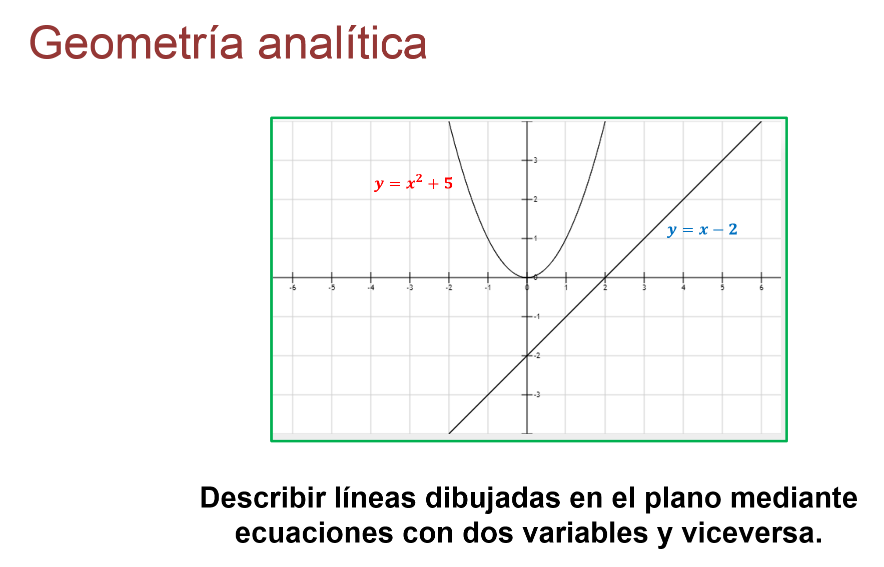 Geometría analítica
3
y = x² + 5
2
y = x − 2
1
0
-6 -5 -4 -3 -2 -1 0 1 2 3 4 5 6
-1
-2
-3
Describir líneas dibujadas en el plano mediante
ecuaciones con dos variables y viceversa.